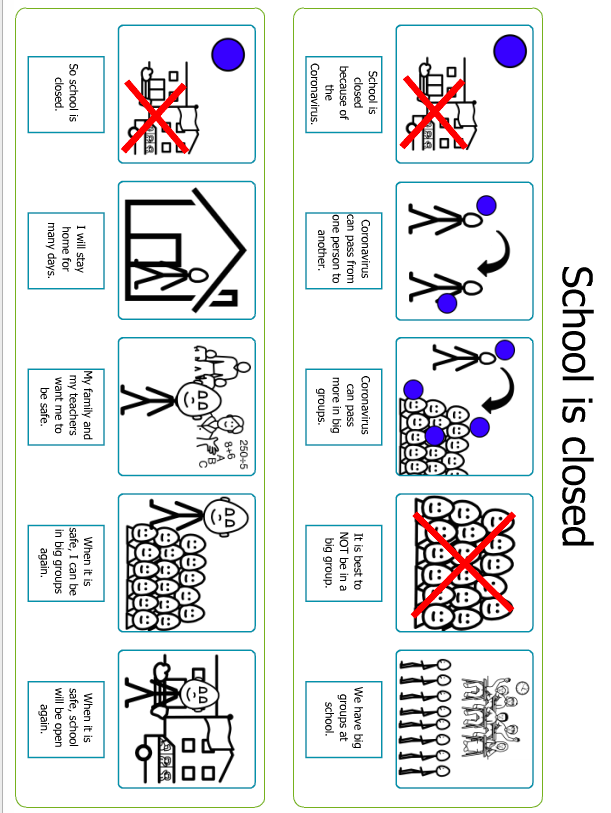 School is closed
School is
closed
because of
the
Coronavirus.
Coronavirus
can pass from
one person to
another.
Coronavirus
can pass
more in big
groups.
It is best to
NOT be in a
big group.
We have big
groups at
school.
So school is
closed.
I will stay
home for
many days.
250÷5
8+6
A
B
C
My family and
my teachers
want me to
be safe.
When it is
safe, I can be
in big groups
again.
When it is
safe, school
will be open
again.